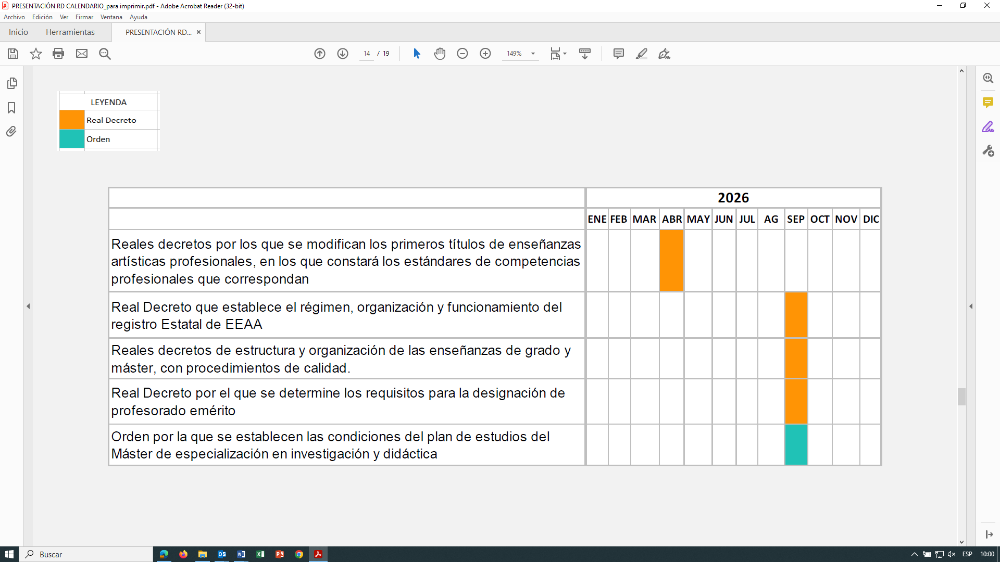 PRESENTACIÓN RD CALENDARIO_para imprimir.pdf - Adobe Acrobat Reader (32-bit)
Archivo Edición Ver Firmar Ventana Ayuda
Inicio Herramientas PRESENTACIÓN RD... ×
14 / 19 149%
LEYENDA
Real Decreto
Orden
2026
ENE FEB MAR ABR MAY JUN JUL AG SEP OCT NOV DIC
Reales decretos por los que se modifican los primeros títulos de enseñanzas
artísticas profesionales, en los que constará los estándares de competencias
profesionales que correspondan
Real Decreto que establece el régimen, organización y funcionamiento del
registro Estatal de EEAA
Reales decretos de estructura y organización de las enseñanzas de grado y
máster, con procedimientos de calidad.
Real Decreto por el que se determine los requisitos para la designación de
profesorado emérito
Orden por la que se establecen las condiciones del plan de estudios del
Máster de especialización en investigación y didáctica
Buscar
ESP 10:00